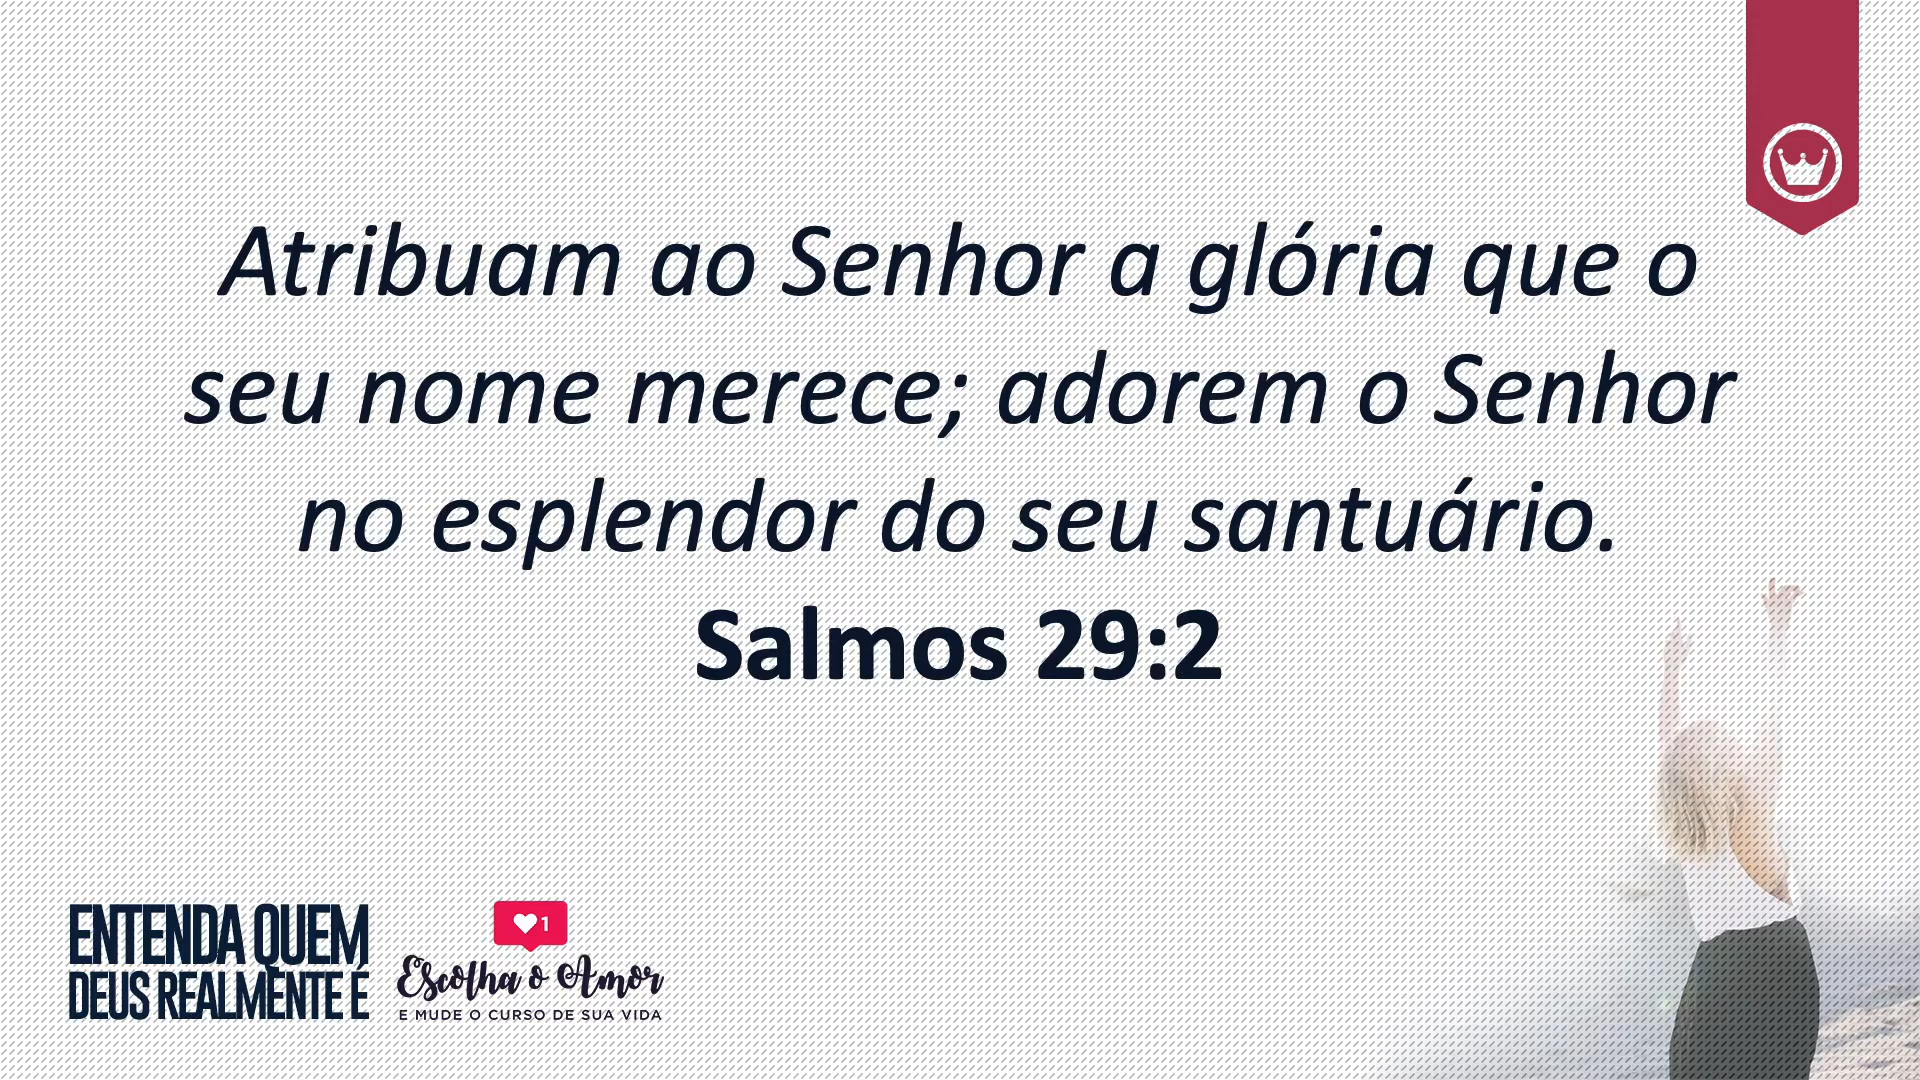 Atribuam ao Senhor a glória que o
seu nome merece; adorem o Senhor
no esplendor do seu santuário.
Salmos 29:2
ENTENDA QUEM
DEUS REALMENTE É
1
Escolha o Amor
E MUDE O CURSO DE SUA VIDA